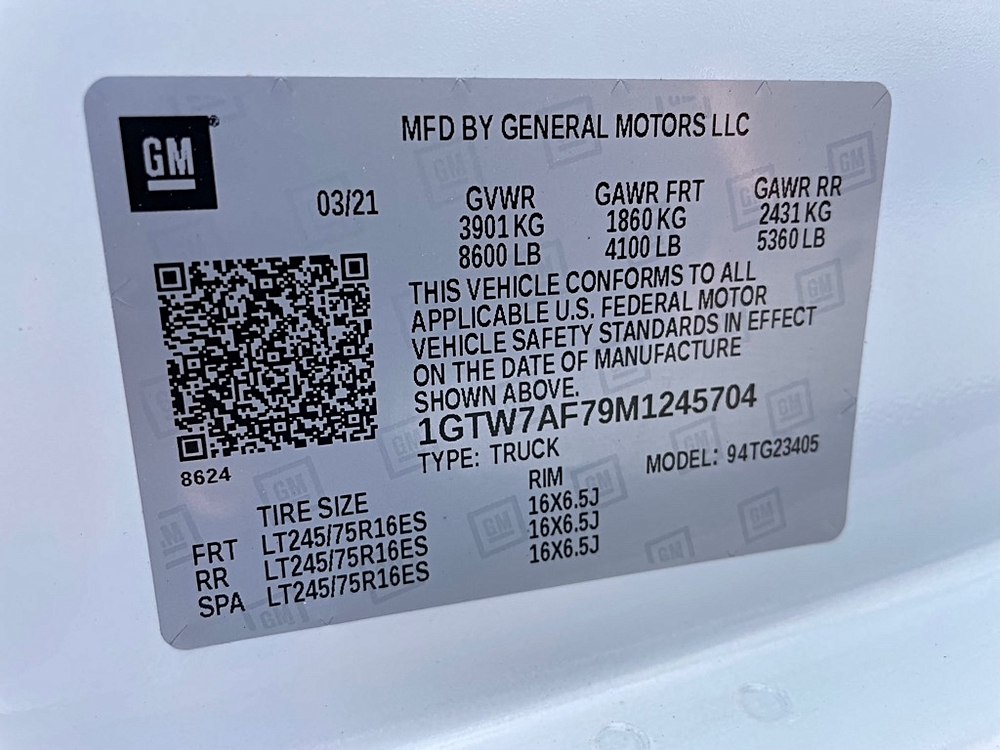 GM
MFD BY GENERAL MOTORS LLC
03/21
GVWR GAWR FRT GAWR RR
3901 KG 1860 KG 2431 KG
8600 LB 4100 LB 5360 LB
THIS VEHICLE CONFORMS TO ALL
APPLICABLE U.S. FEDERAL MOTOR
VEHICLE SAFETY STANDARDS IN EFFECT
ON THE DATE OF MANUFACTURE
SHOWN ABOVE.
1GTW7AF79M1245704
TYPE: TRUCK MODEL: 94TG23405
8624
TIRE SIZE RIM
FRT LT245/75R16ES 16X6.5J
RR LT245/75R16ES 16X6.5J
SPA LT245/75R16ES 16X6.5J